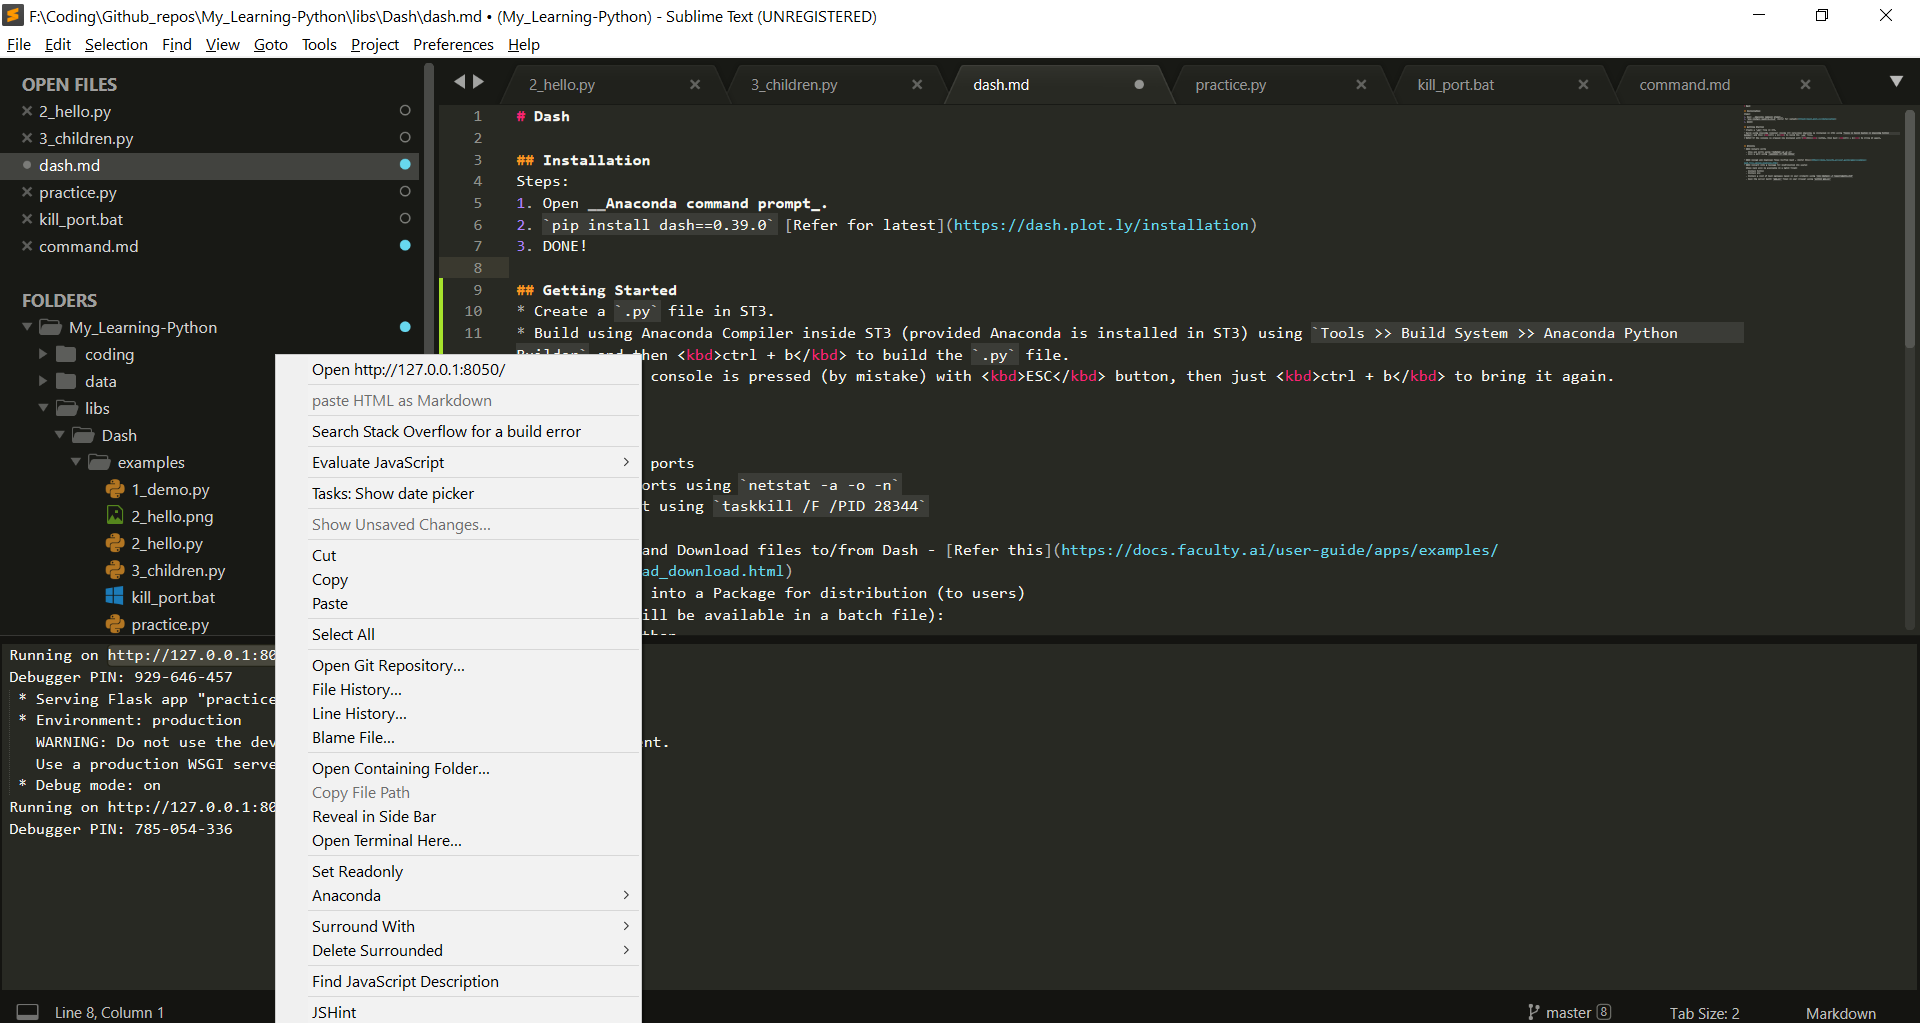 F:\Coding\Github_repos\My_Learning-Python\libs\Dash\dash.md • (My_Learning-Python) - Sublime Text (UNREGISTERED)
File Edit Selection Find View Goto Tools Project Preferences Help
OPEN FILES
2_hello.py
3_children.py
dash.md
practice.py
kill_port.bat
command.md
FOLDERS
My_Learning-Python
coding
data
libs
Dash
examples
1_demo.py
2_hello.png
2_hello.py
3_children.py
kill_port.bat
practice.py
2_hello.py 3_children.py dash.md practice.py kill_port.bat command.md
1 # Dash
2
3 ## Installation
4 Steps:
5 1. Open __Anaconda command prompt_.
6 2. `pip install dash==0.39.0` [Refer for latest](https://dash.plot.ly/installation)
7 3. DONE!
8
9 ## Getting Started
10 * Create a `.py` file in ST3.
11 * Build using Anaconda Compiler inside ST3 (provided Anaconda is installed in ST3) using `Tools >> Build System >> Anaconda Python
then <kbd>ctrl + b</kbd> to build the `.py` file.
console is pressed (by mistake) with <kbd>ESC</kbd> button, then just <kbd>ctrl + b</kbd> to bring it again.
ports
orts using `netstat -a -o -n`
t using `taskkill /F /PID 28344`
and Download files to/from Dash - [Refer this](https://docs.faculty.ai/user-guide/apps/examples/
ad_download.html)
into a Package for distribution (to users)
ill be available in a batch file):
Open http://127.0.0.1:8050/
paste HTML as Markdown
Search Stack Overflow for a build error
Evaluate JavaScript
Tasks: Show date picker
Show Unsaved Changes...
Cut
Copy
Paste
Select All
Open Git Repository...
File History...
Line History...
Blame File...
Open Containing Folder...
Copy File Path
Reveal in Side Bar
Open Terminal Here...
Set Readonly
Anaconda
Surround With
Delete Surrounded
Find JavaScript Description
JSHint
Running on http://127.0.0.1:80
Debugger PIN: 929-646-457
* Serving Flask app "practice
* Environment: production
WARNING: Do not use the dev nt.
Use a production WSGI serve
* Debug mode: on
Running on http://127.0.0.1:80
Debugger PIN: 785-054-336
Line 8, Column 1 master 8 Tab Size: 2 Markdown